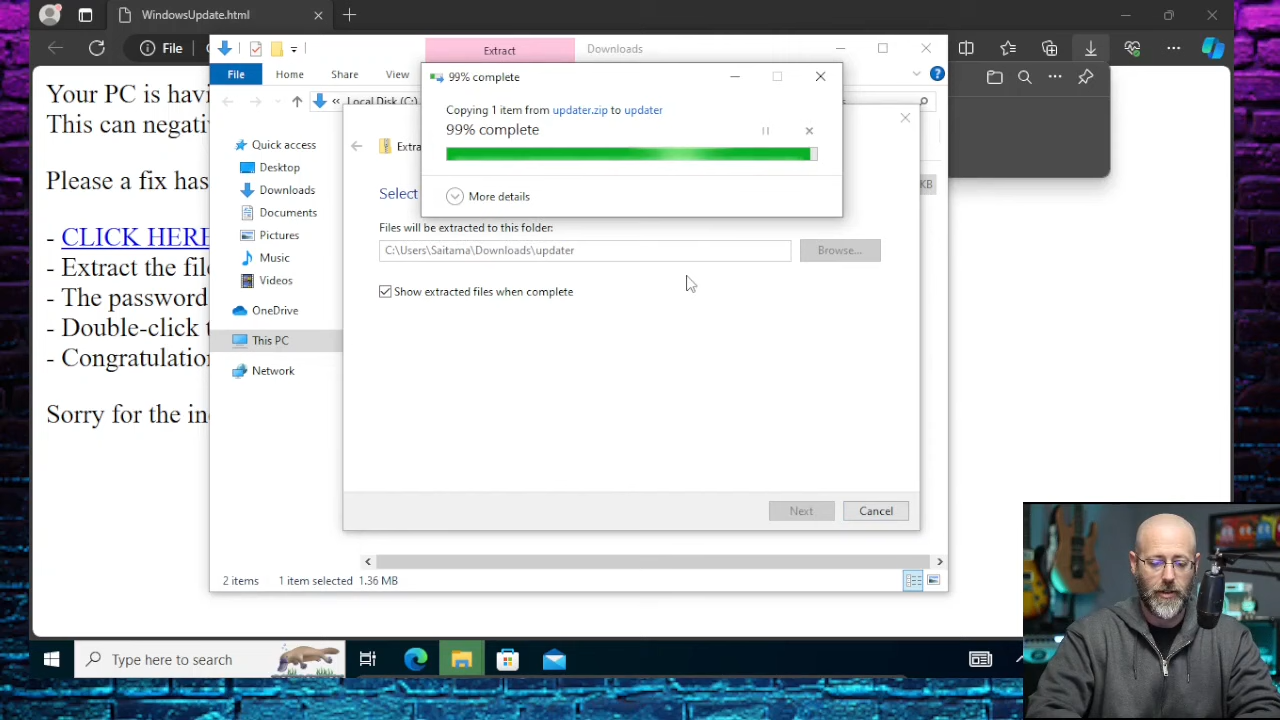 WindowsUpdate.html
File
Extract
Downloads
File
Home
Share
View
Local Disk (C:)
99% complete
Copying 1 item from updater.zip to updater
99% complete
More details
Your PC is havi
This can negati
Please a fix has
- CLICK HERE
- Extract the file
- The password
- Double-click t
- Congratulation
Sorry for the in
Quick access
Desktop
Downloads
Documents
Pictures
Music
Videos
OneDrive
This PC
Network
Extra
Select
KB
Files will be extracted to this folder:
C:\Users\Saitama\Downloads\updater
Browse...
Show extracted files when complete
Next
Cancel
2 items
1 item selected 1.36 MB
Type here to search